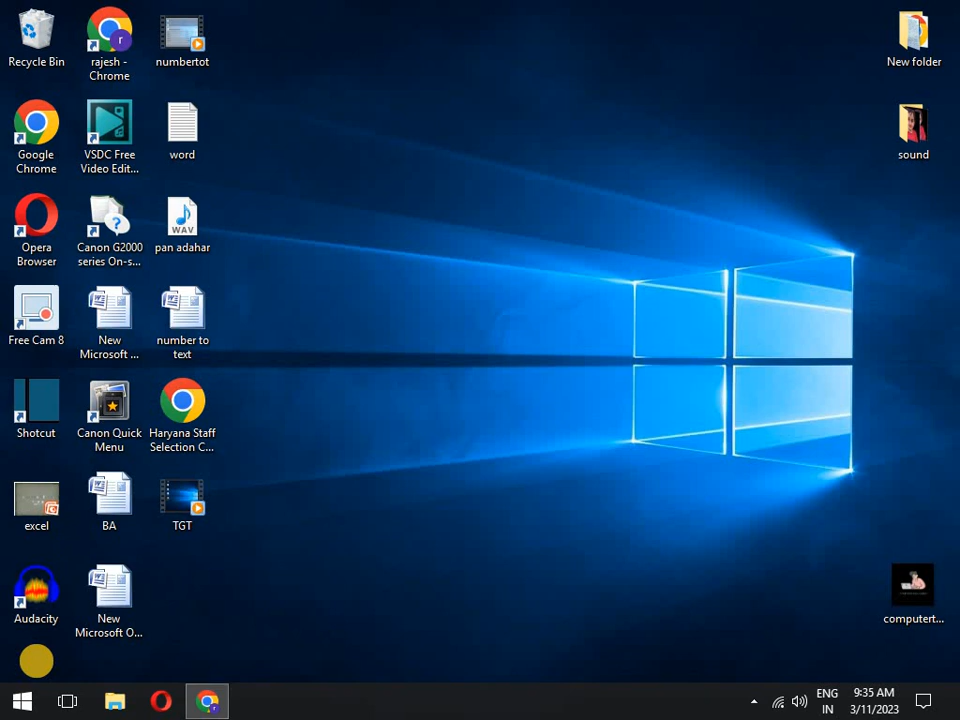 Recycle Bin
rajesh -
Chrome
numbertot
New folder
Google
Chrome
VSDC Free
Video Edit...
word
sound
Opera
Browser
Canon G2000
series On-s...
WAV
pan adahar
Free Cam 8
New
Microsoft ...
number to
text
Shotcut
Canon Quick
Menu
Haryana Staff
Selection C...
excel
BA
TGT
Audacity
New
Microsoft O...
computert...
ENG
IN
9:35 AM
3/11/2023